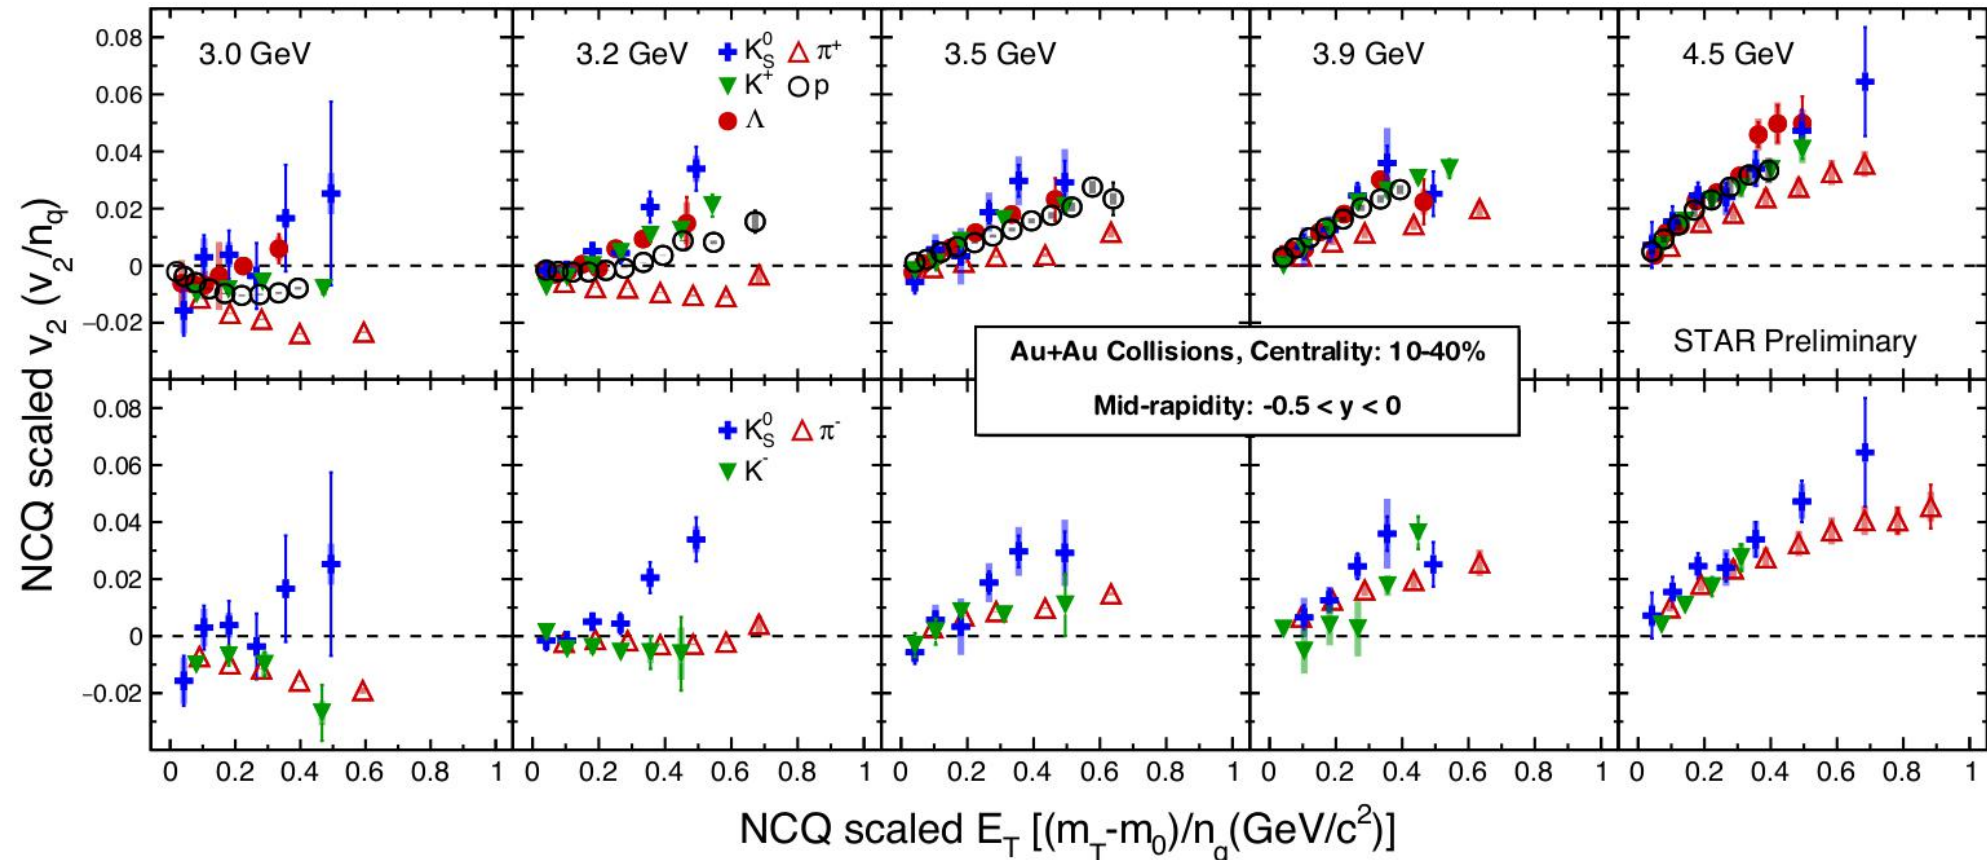 NCQ scaled v₂ (v₂/n_q)
0.08
0.06
0.04
0.02
0
−0.02
3.0 GeV
3.2 GeV
K⁰_S π⁺
K⁺ p
Λ
3.5 GeV
3.9 GeV
4.5 GeV
STAR Preliminary
Au+Au Collisions, Centrality: 10-40%
Mid-rapidity: -0.5 < y < 0
0.08
0.06
0.04
0.02
0
−0.02
K⁰_S π⁻
K⁻
0 0.2 0.4 0.6 0.8 1
0 0.2 0.4 0.6 0.8 1
0 0.2 0.4 0.6 0.8 1
0 0.2 0.4 0.6 0.8 1
0 0.2 0.4 0.6 0.8 1
NCQ scaled E_T [(m_T-m₀)/n_q(GeV/c²)]